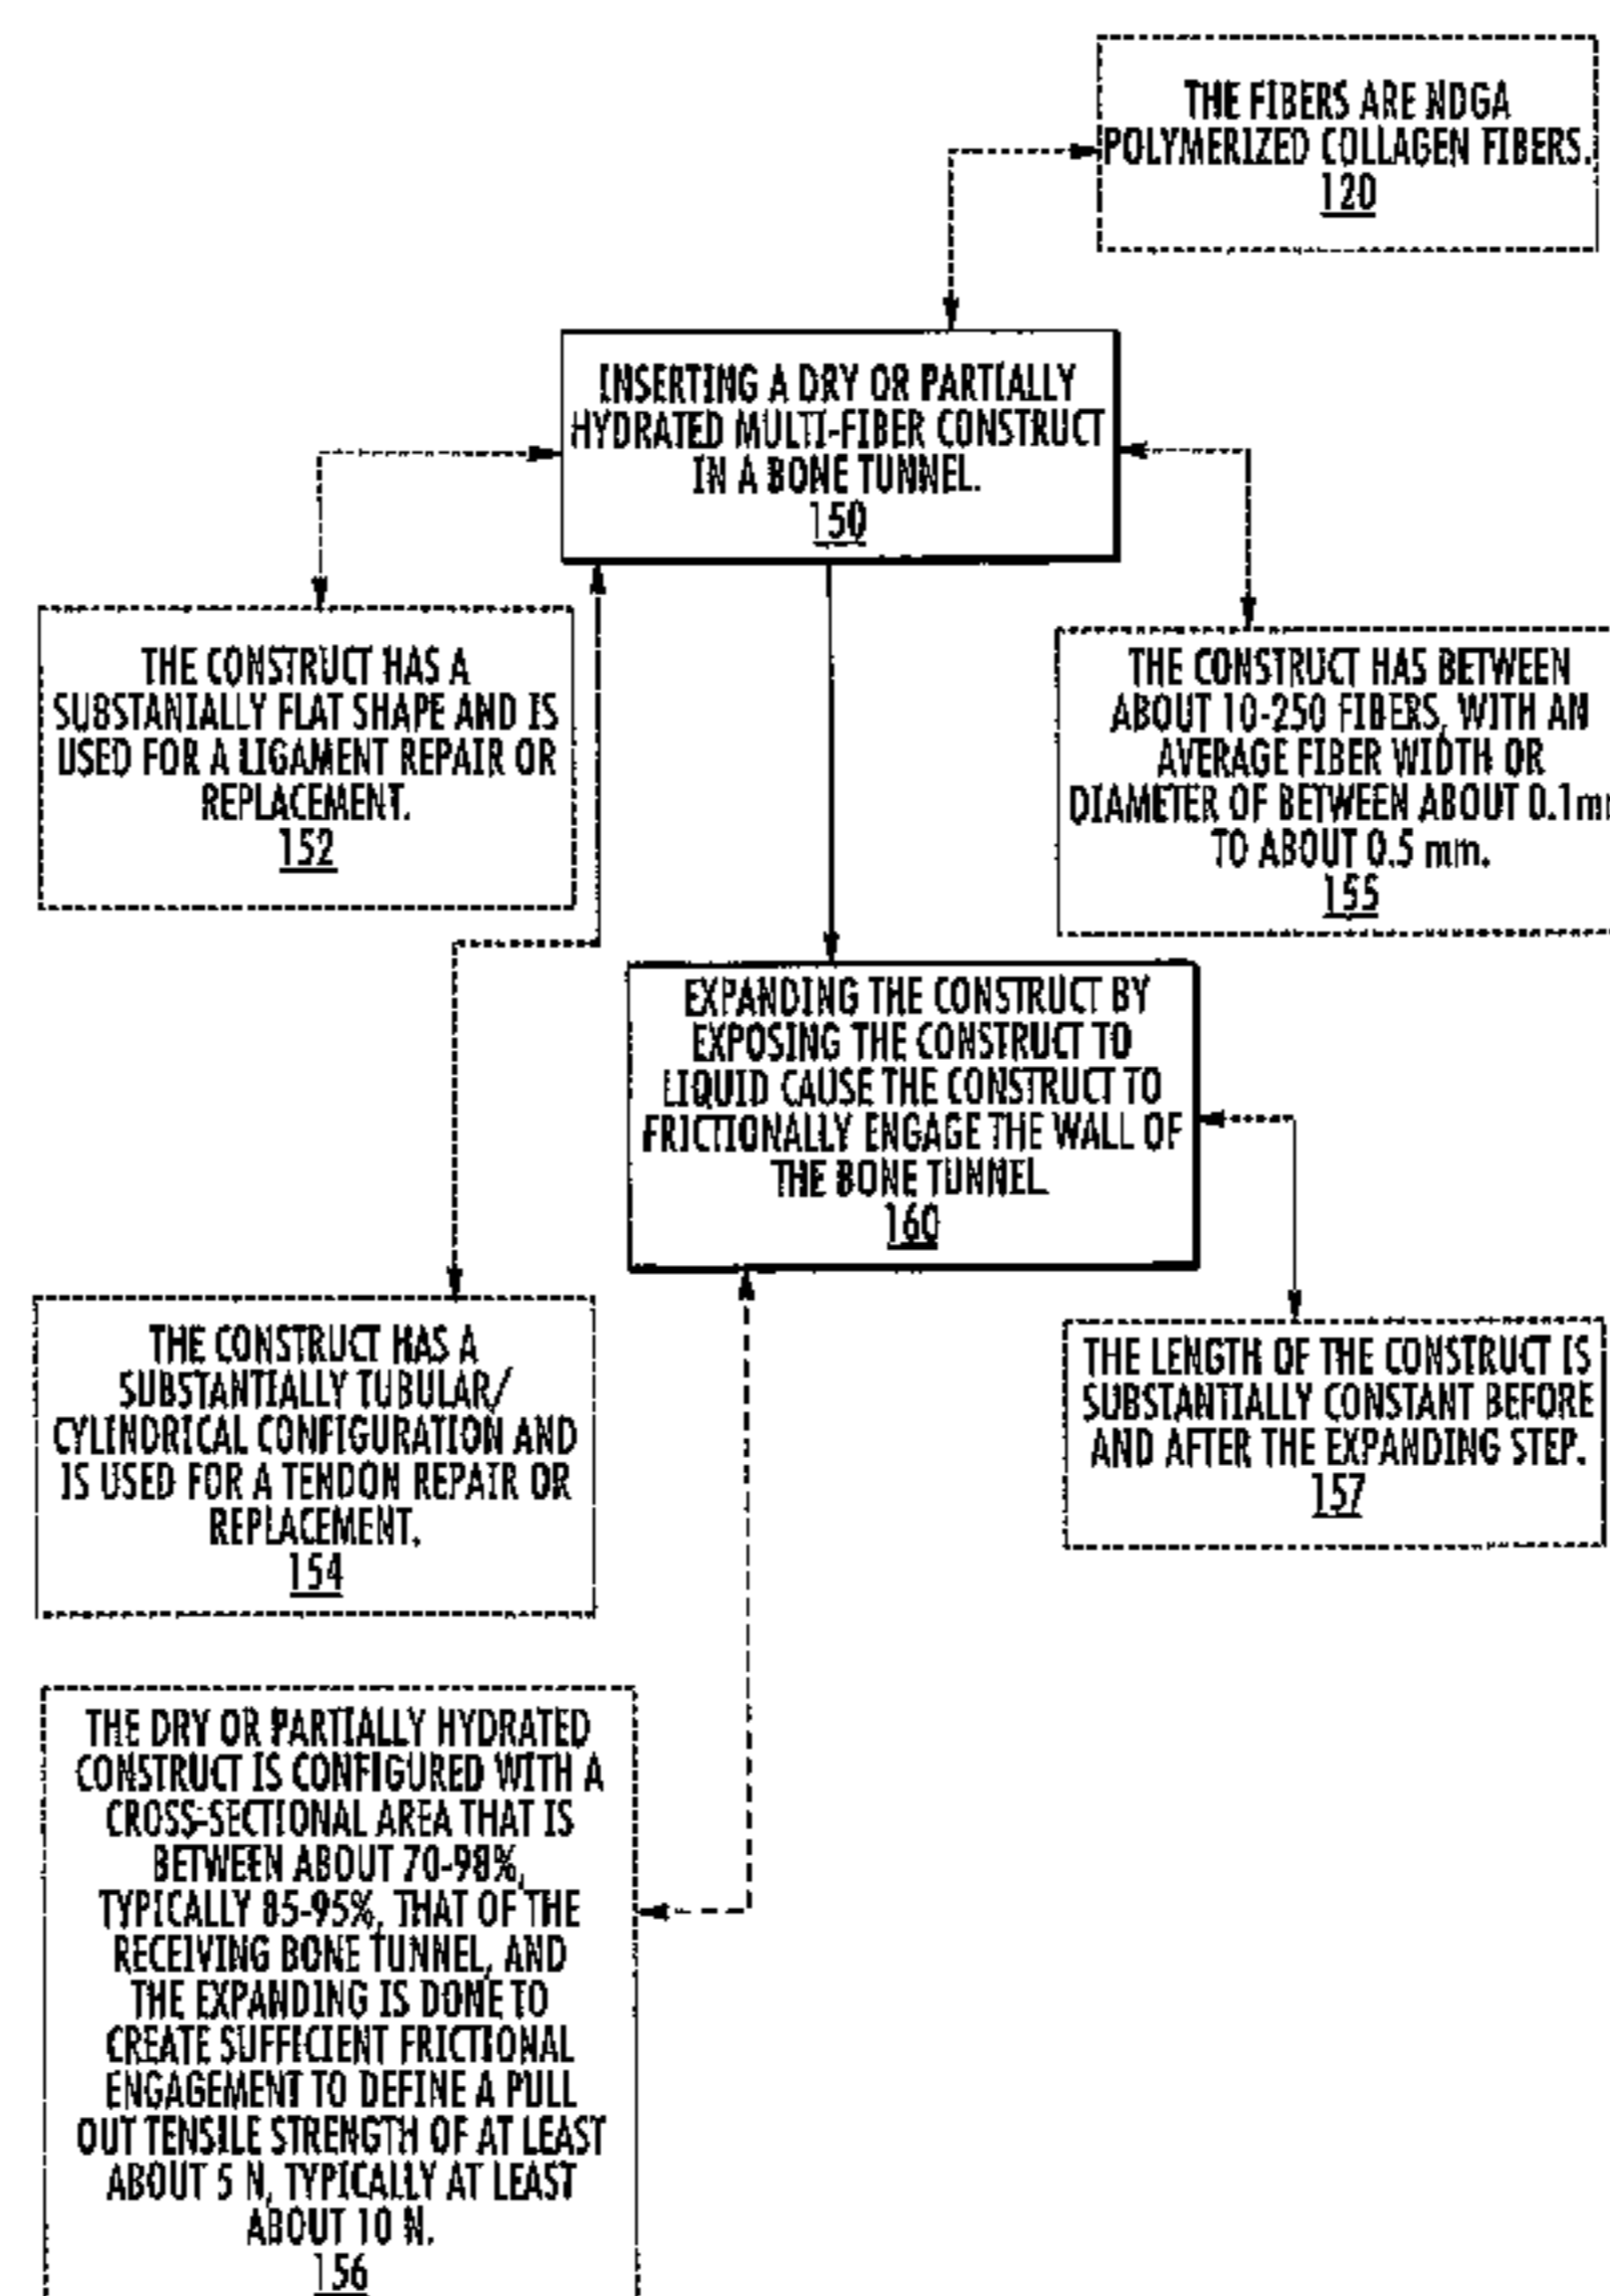 THE FIBERS ARE NDGA
POLYMERIZED COLLAGEN FIBERS.
120
INSERTING A DRY OR PARTIALLY
HYDRATED MULTI-FIBER CONSTRUCT
IN A BONE TUNNEL.
150
THE CONSTRUCT HAS A
SUBSTANIALLY FLAT SHAPE AND IS
USED FOR A LIGAMENT REPAIR OR
REPLACEMENT.
152
THE CONSTRUCT HAS BETWEEN
ABOUT 10-250 FIBERS, WITH AN
AVERAGE FIBER WIDTH OR
DIAMETER OF BETWEEN ABOUT 0.1m
TO ABOUT 0.5 mm.
155
EXPANDING THE CONSTRUCT BY
EXPOSING THE CONSTRUCT TO
LIQUID CAUSE THE CONSTRUCT TO
FRICTIONALLY ENGAGE THE WALL OF
THE BONE TUNNEL.
160
THE CONSTRUCT HAS A
SUBSTANTIALLY TUBULAR/
CYLINDRICAL CONFIGURATION AND
IS USED FOR A TENDON REPAIR OR
REPLACEMENT.
154
THE LENGTH OF THE CONSTRUCT IS
SUBSTANTIALLY CONSTANT BEFORE
AND AFTER THE EXPANDING STEP.
157
THE DRY OR PARTIALLY HYDRATED
CONSTRUCT IS CONFIGURED WITH A
CROSS-SECTIONAL AREA THAT IS
BETWEEN ABOUT 70-98%,
TYPICALLY 85-95%, THAT OF THE
RECEIVING BONE TUNNEL, AND
THE EXPANDING IS DONE TO
CREATE SUFFICIENT FRICTIONAL
ENGAGEMENT TO DEFINE A PULL
OUT TENSILE STRENGTH OF AT LEAST
ABOUT 5 N, TYPICALLY AT LEAST
ABOUT 10 N.
156